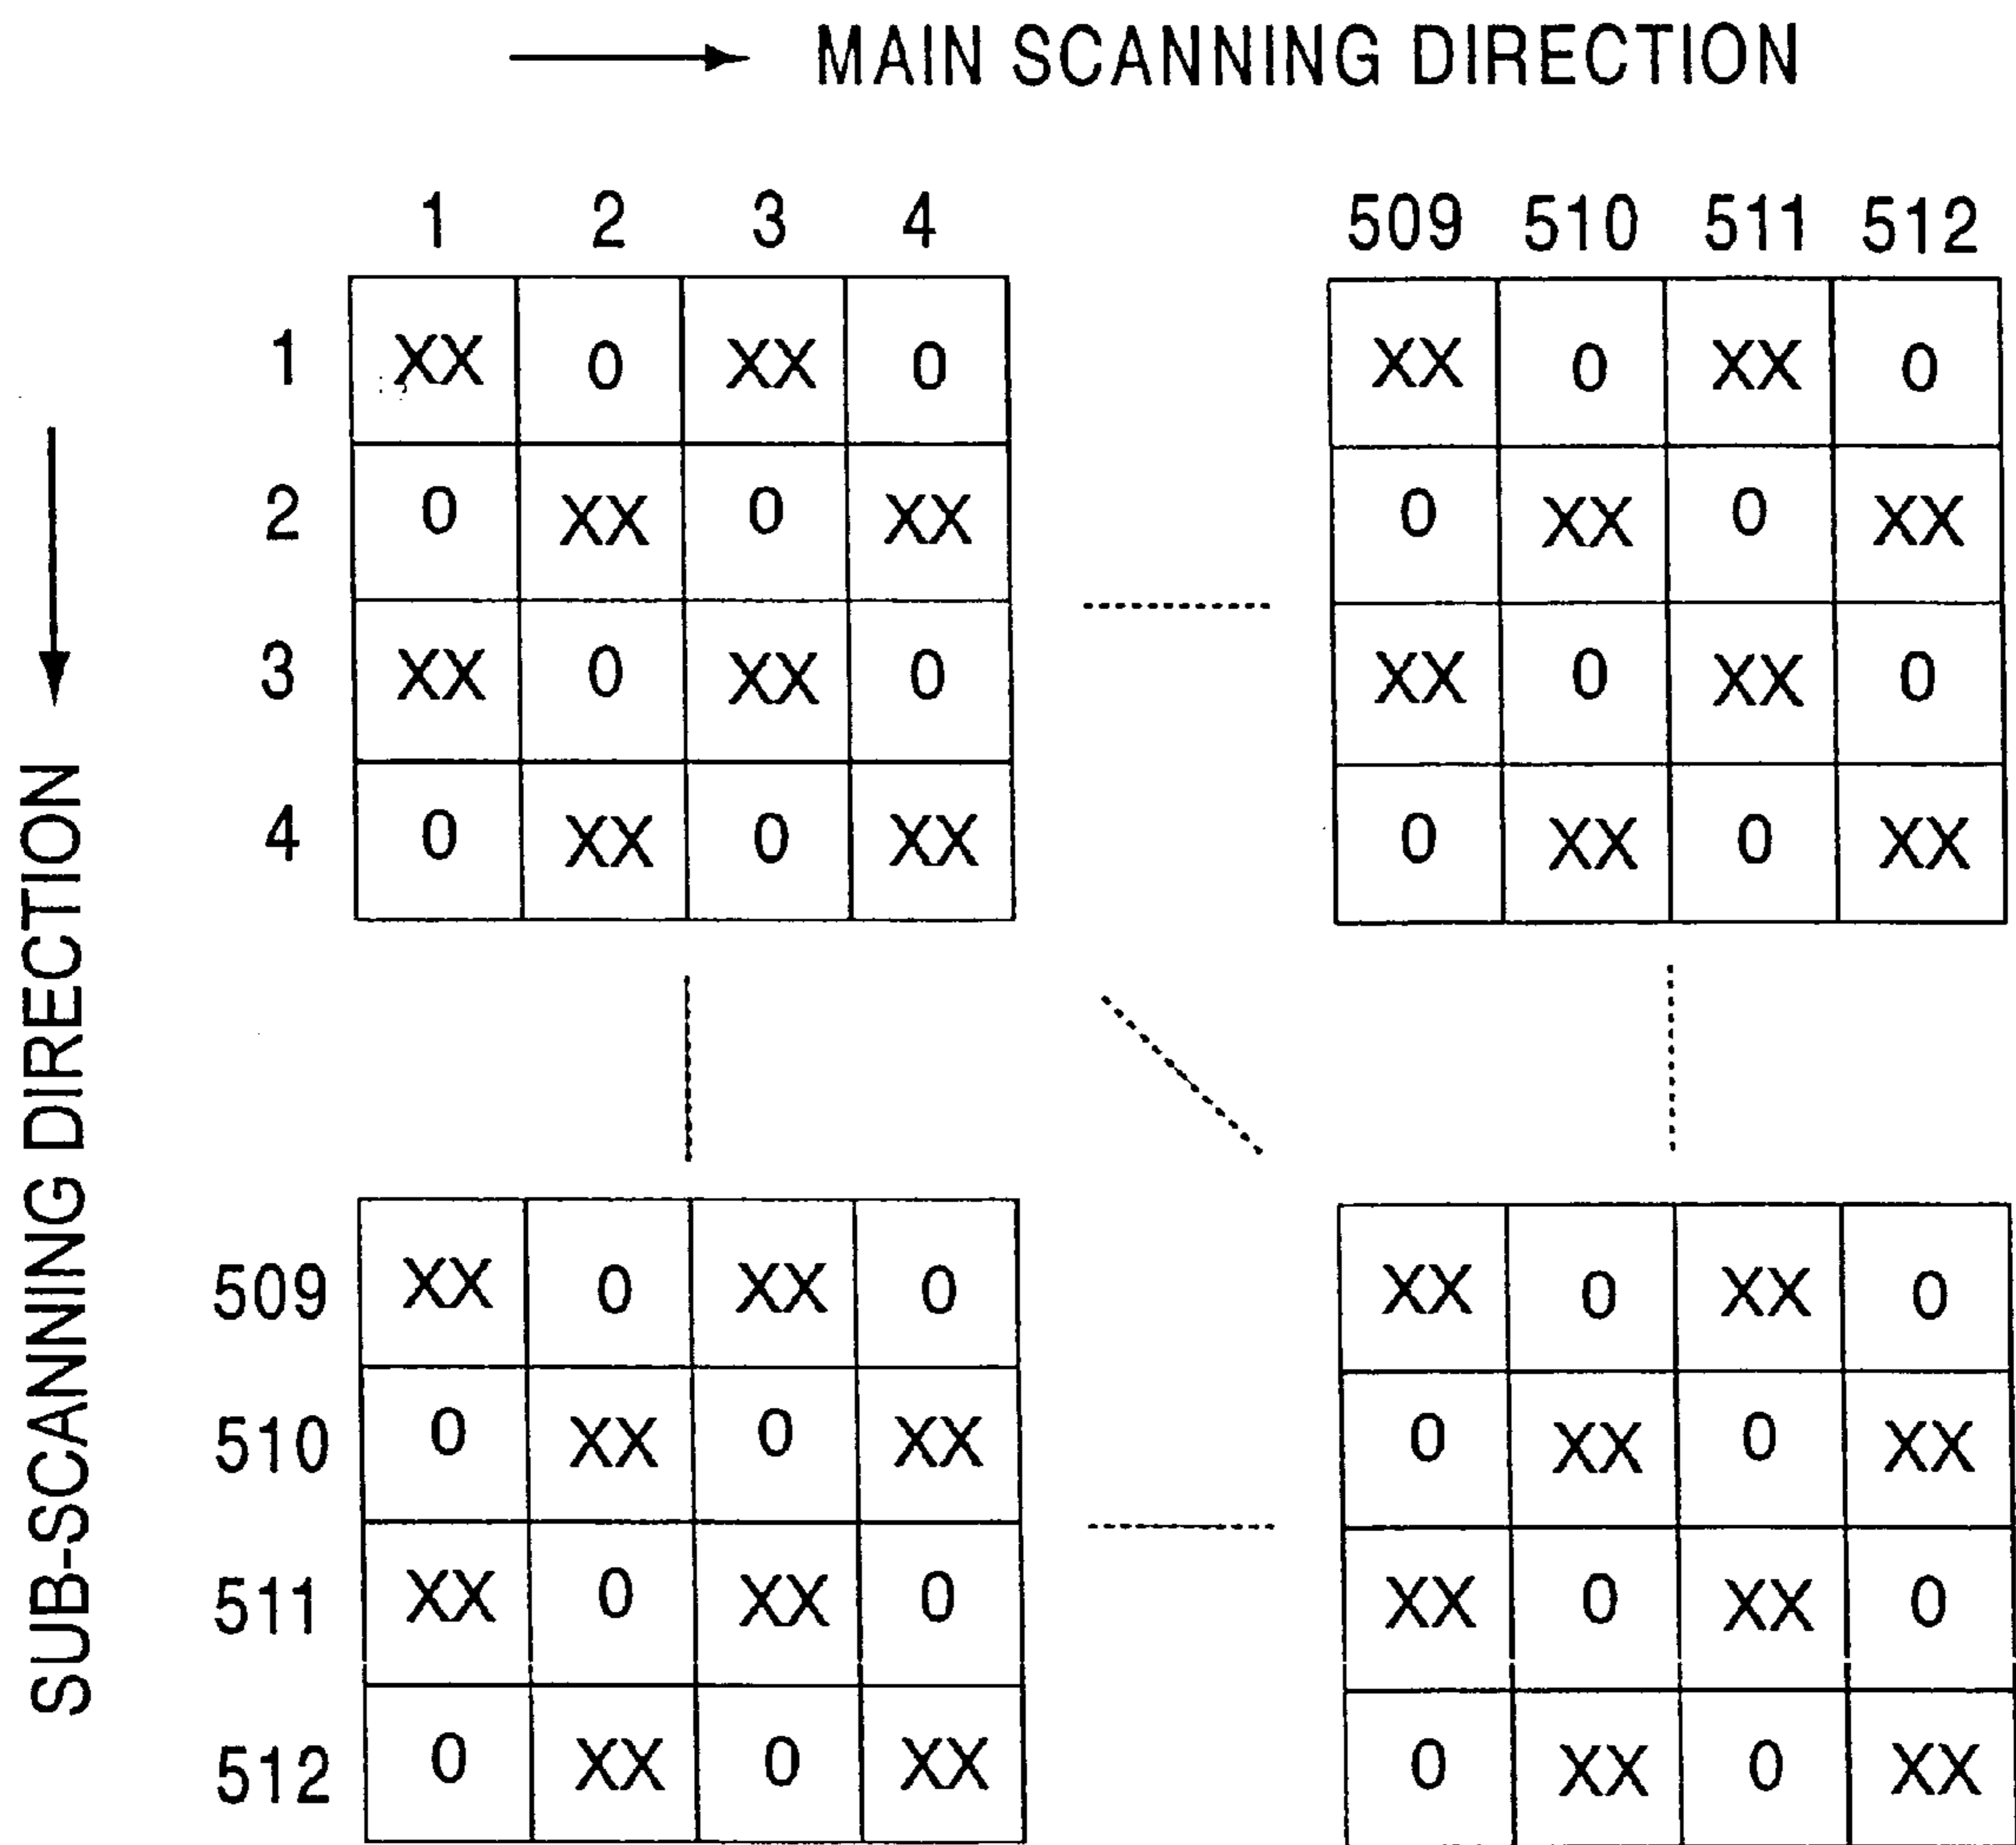 MAIN SCANNING DIRECTION
1 2 3 4 509 510 511 512
1 XX 0 XX 0 XX 0 XX 0
2 0 XX 0 XX 0 XX 0 XX
3 XX 0 XX 0 XX 0 XX 0
4 0 XX 0 XX 0 XX 0 XX
SUB-SCANNING DIRECTION
509 XX 0 XX 0 XX 0 XX 0
510 0 XX 0 XX 0 XX 0 XX
511 XX 0 XX 0 XX 0 XX 0
512 0 XX 0 XX 0 XX 0 XX